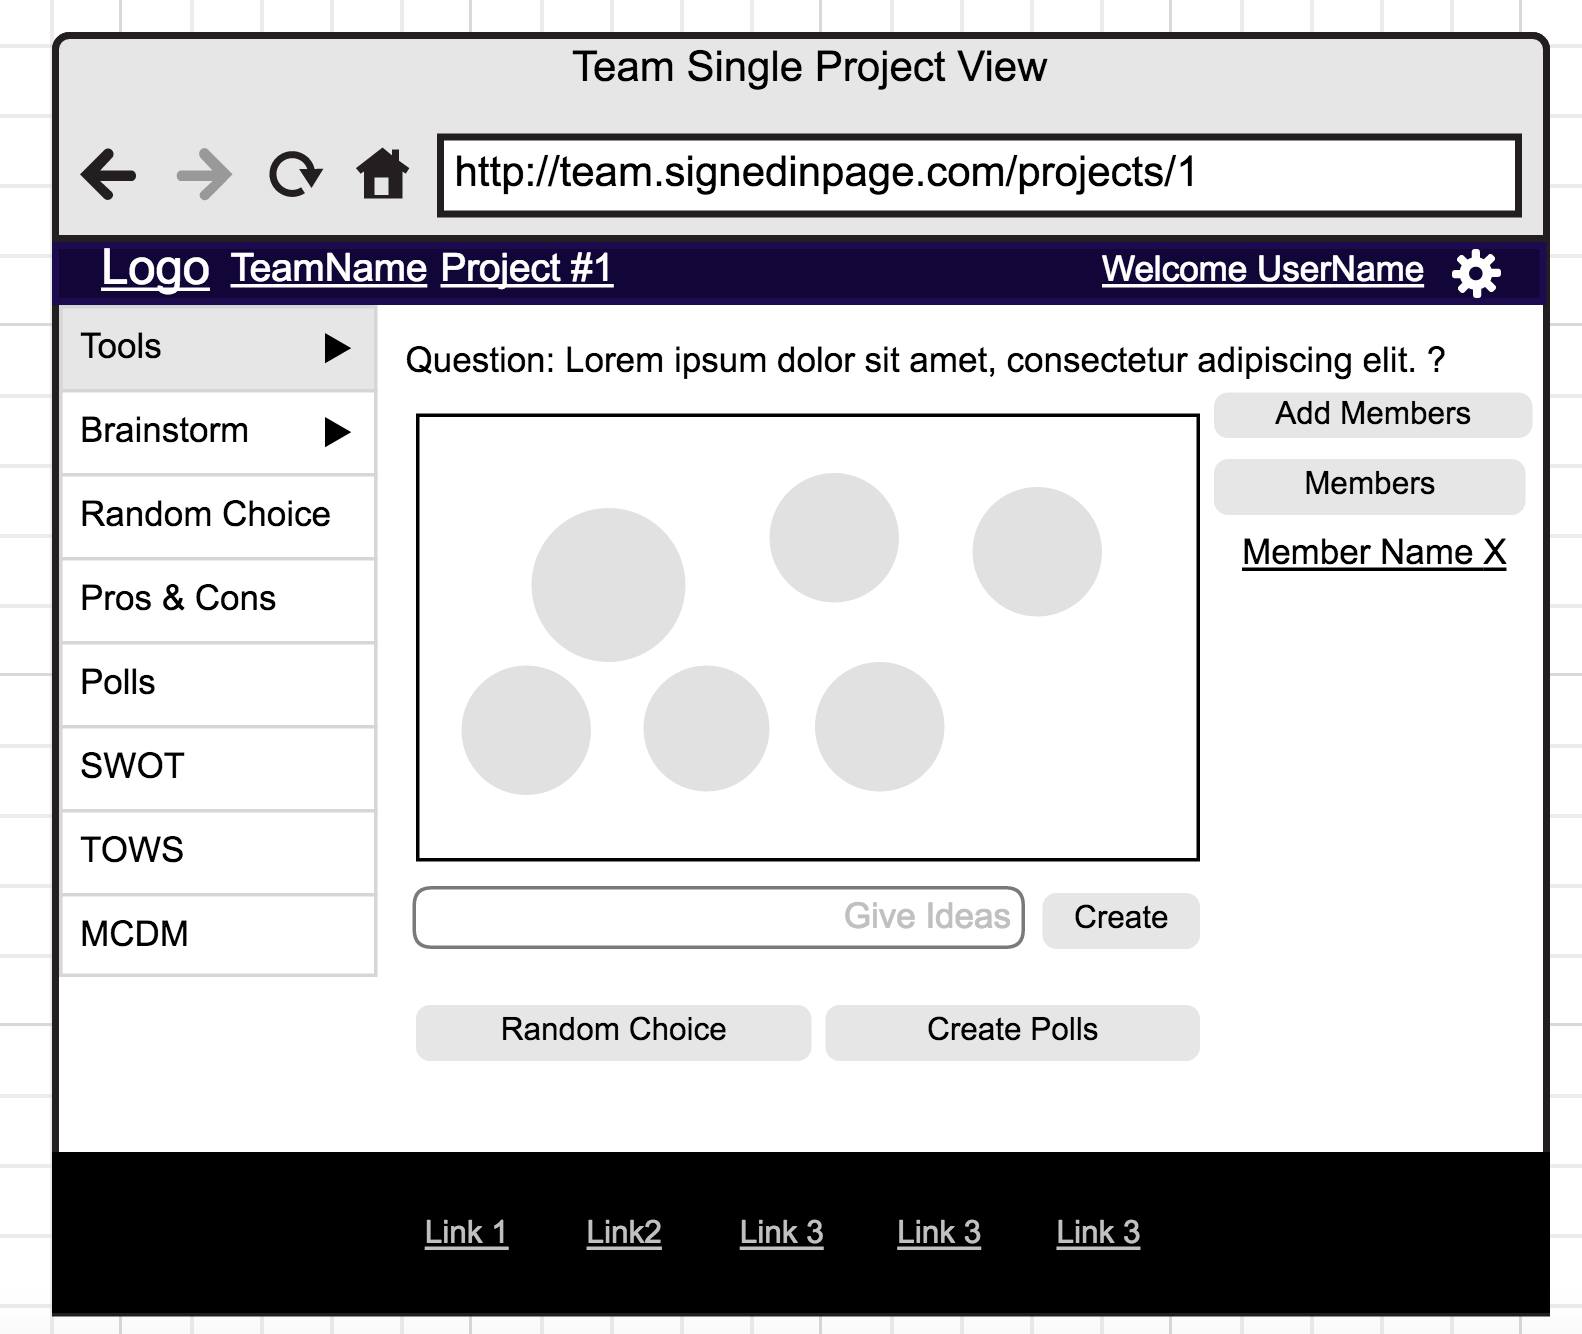 Team Single Project View
http://team.signedinpage.com/projects/1
Logo TeamName Project #1 Welcome UserName
Tools
Brainstorm
Random Choice
Pros & Cons
Polls
SWOT
TOWS
MCDM
Question: Lorem ipsum dolor sit amet, consectetur adipiscing elit. ?
Add Members
Members
Member Name X
Give Ideas
Create
Random Choice
Create Polls
Link 1 Link2 Link 3 Link 3 Link 3